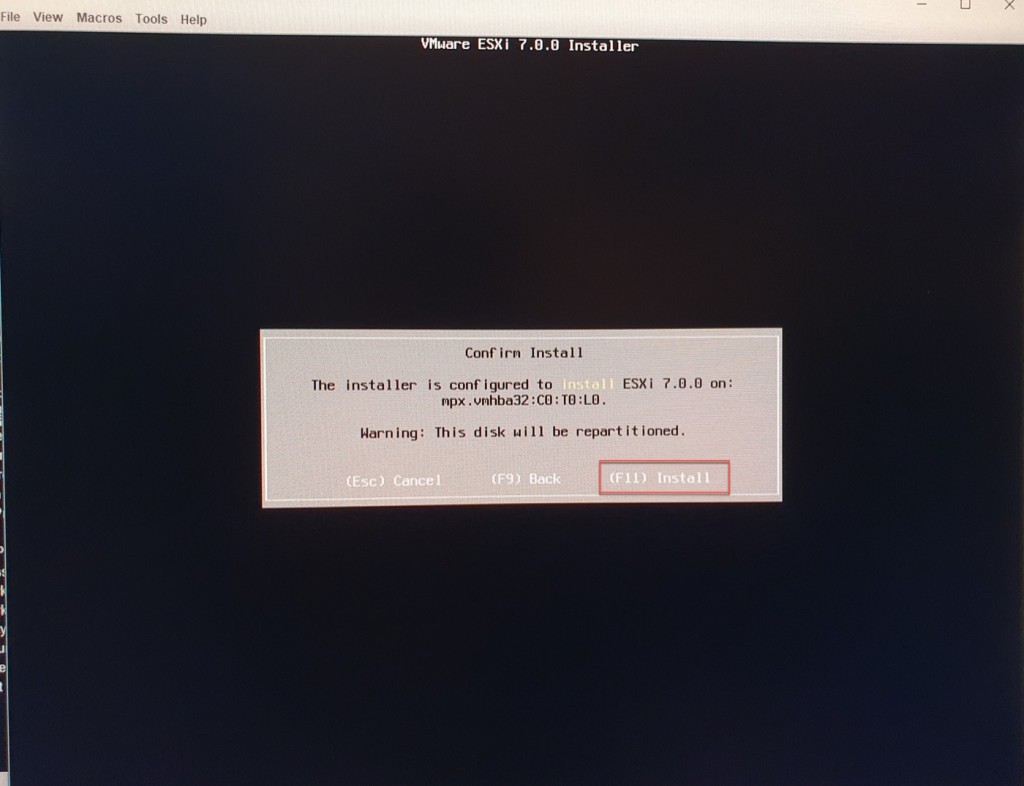 File View Macros Tools Help
VMware ESXi 7.0.0 Installer
Confirm Install
The installer is configured to install ESXi 7.0.0 on:
mpx.vmhba32:C0:T0:L0.
Warning: This disk will be repartitioned.
(Esc) Cancel (F9) Back (F11) Install